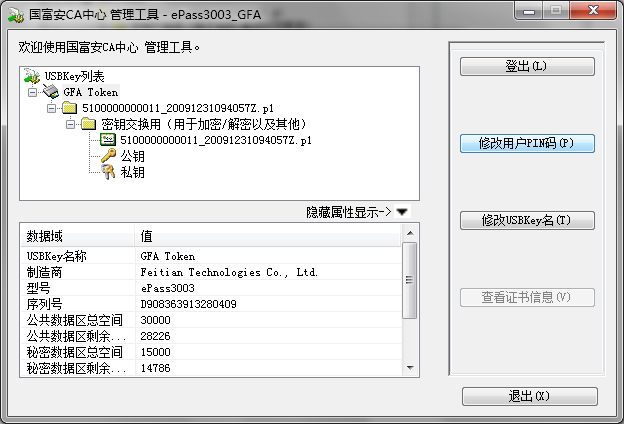 国富安CA中心 管理工具 - ePass3003_GFA
欢迎使用国富安CA中心 管理工具。
USBKey列表
GFA Token
5100000000011_20091231094057Z.p1
密钥交换用（用于加密/解密以及其他）
5100000000011_20091231094057Z.p1
公钥
私钥
隐藏属性显示->
数据域 值
USBKey名称 GFA Token
制造商 Feitian Technologies Co., Ltd.
型号 ePass3003
序列号 D908363913280409
公共数据区总空间 30000
公共数据区剩余... 28226
秘密数据区总空间 15000
秘密数据区剩余... 14786
登出(L)
修改用户PIN码(P)
修改USBKey名(T)
查看证书信息(V)
退出(X)